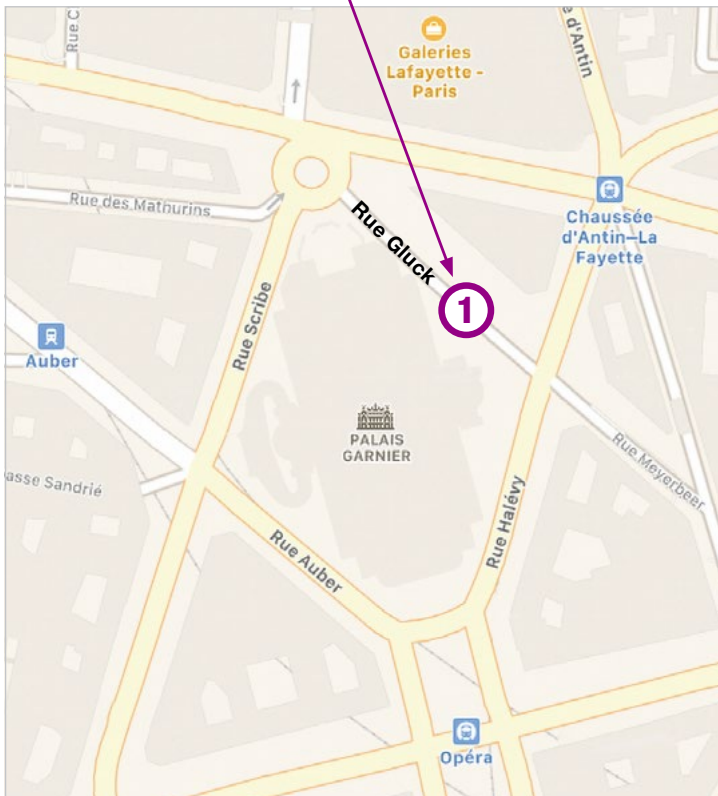 Rue C
Galeries
Lafayette -
Paris
e d'Antin
Rue des Mathurins
Chaussée
d'Antin–La
Fayette
Rue Gluck
1
Rue Scribe
Auber
PALAIS
GARNIER
Rue Meyerbeer
passe Sandrié
Rue Halévy
Rue Auber
Opéra